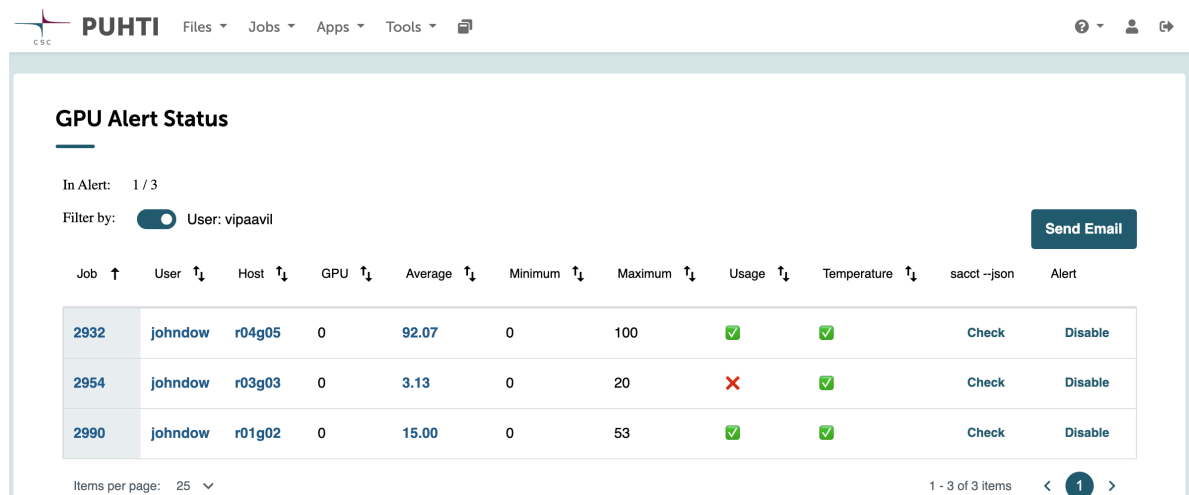 CSC
PUHTI Files Jobs Apps Tools
GPU Alert Status
In Alert: 1 / 3
Filter by: User: vipaavil
Send Email
Job User Host GPU Average Minimum Maximum Usage Temperature sacct --json Alert
2932 johndow r04g05 0 92.07 0 100 ✅ ✅ Check Disable
2954 johndow r03g03 0 3.13 0 20 ❌ ✅ Check Disable
2990 johndow r01g02 0 15.00 0 53 ✅ ✅ Check Disable
Items per page: 25 1 - 3 of 3 items 1